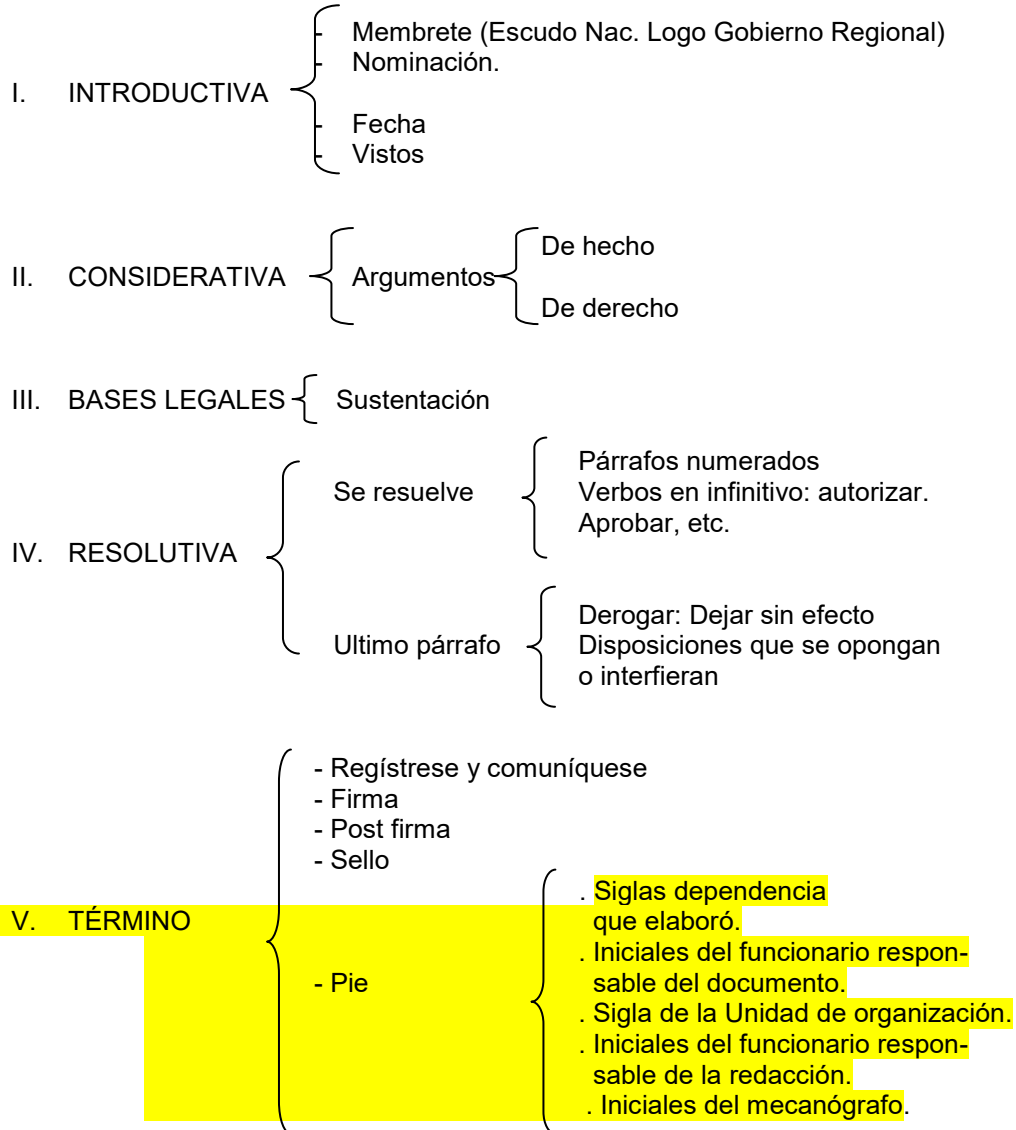 - Membrete (Escudo Nac. Logo Gobierno Regional)
- Nominación.
I. INTRODUCTIVA
- Fecha
- Vistos
De hecho
II. CONSIDERATIVA Argumentos
De derecho
III. BASES LEGALES Sustentación
Párrafos numerados
Se resuelve Verbos en infinitivo: autorizar.
Aprobar, etc.
IV. RESOLUTIVA
Derogar: Dejar sin efecto
Ultimo párrafo Disposiciones que se opongan
o interfieran
- Regístrese y comuníquese
- Firma
- Post firma
- Sello
. Siglas dependencia
V. TÉRMINO que elaboró.
. Iniciales del funcionario respon-
- Pie sable del documento.
. Sigla de la Unidad de organización.
. Iniciales del funcionario respon-
sable de la redacción.
. Iniciales del mecanógrafo.